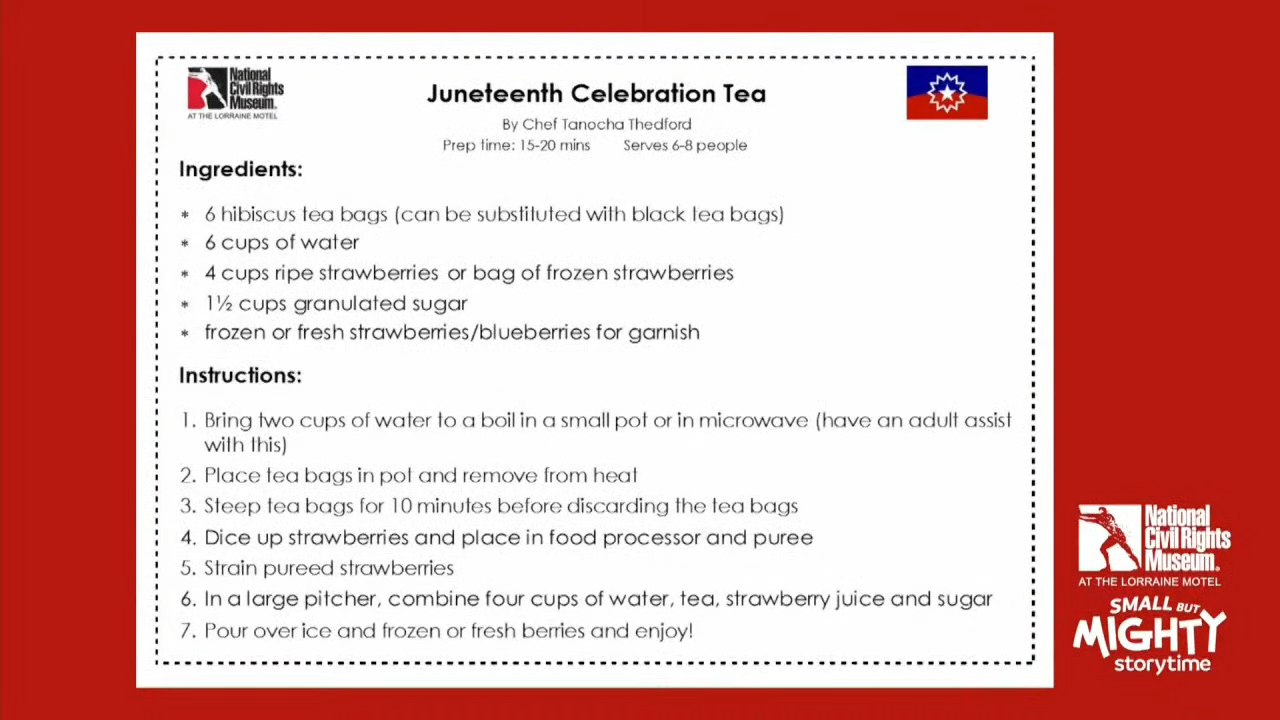 National
Civil Rights
Museum.
AT THE LORRAINE MOTEL
Juneteenth Celebration Tea
By Chef Tanocha Thedford
Prep time: 15-20 mins Serves 6-8 people
Ingredients:
* 6 hibiscus tea bags (can be substituted with black tea bags)
* 6 cups of water
* 4 cups ripe strawberries or bag of frozen strawberries
* 1½ cups granulated sugar
* frozen or fresh strawberries/blueberries for garnish
Instructions:
1. Bring two cups of water to a boil in a small pot or in microwave (have an adult assist
with this)
2. Place tea bags in pot and remove from heat
3. Steep tea bags for 10 minutes before discarding the tea bags
4. Dice up strawberries and place in food processor and puree
5. Strain pureed strawberries
6. In a large pitcher, combine four cups of water, tea, strawberry juice and sugar
7. Pour over ice and frozen or fresh berries and enjoy!
National
Civil Rights
Museum.
AT THE LORRAINE MOTEL
SMALL BUT
MIGHTY
storytime